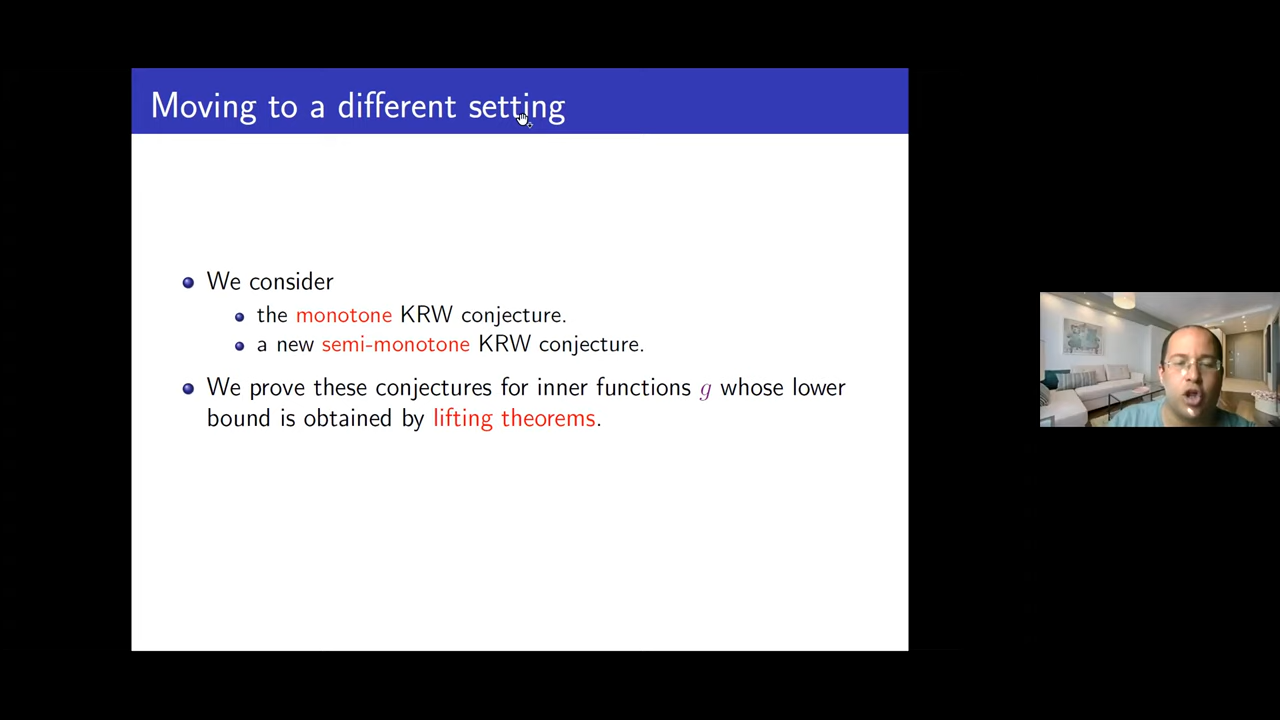 Moving to a different setting
We consider
the monotone KRW conjecture.
a new semi-monotone KRW conjecture.
We prove these conjectures for inner functions g whose lower
bound is obtained by lifting theorems.